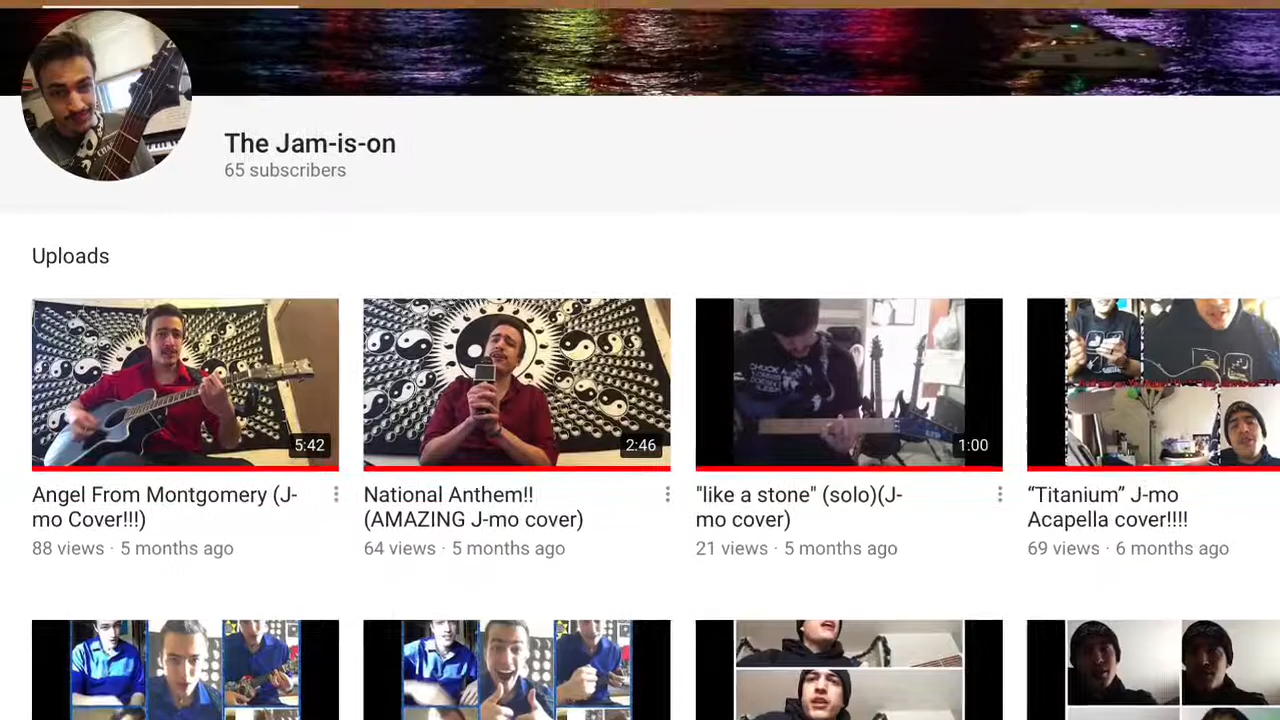 The Jam-is-on
65 subscribers
Uploads
5:42
2:46
1:00
Angel From Montgomery (J-
mo Cover!!!)
88 views · 5 months ago
National Anthem!!
(AMAZING J-mo cover)
64 views · 5 months ago
"like a stone" (solo)(J-
mo cover)
21 views · 5 months ago
“Titanium” J-mo
Acapella cover!!!!
69 views · 6 months ago